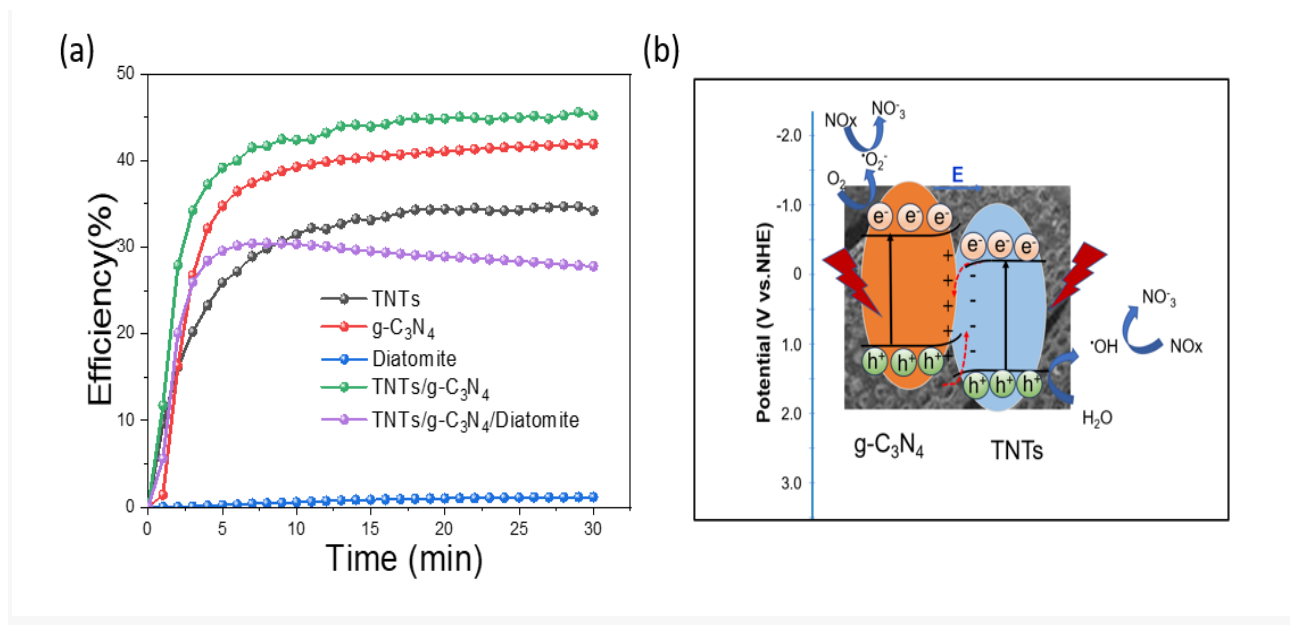 (a)
(b)
Efficiency(%)
50
40
30
20
10
0
TNTs
g-C₃N₄
Diatomite
TNTs/g-C₃N₄
TNTs/g-C₃N₄/Diatomite
0 5 10 15 20 25 30
Time (min)
Potential (V vs.NHE)
-2.0
-1.0
0
1.0
2.0
3.0
NOx NO⁻₃
•O₂⁻
O₂
E
e⁻ e⁻ e⁻
e⁻ e⁻ e⁻
+ + + + +
- - - -
h⁺ h⁺ h⁺
h⁺ h⁺ h⁺
NO⁻₃
•OH NOx
H₂O
g-C₃N₄
TNTs